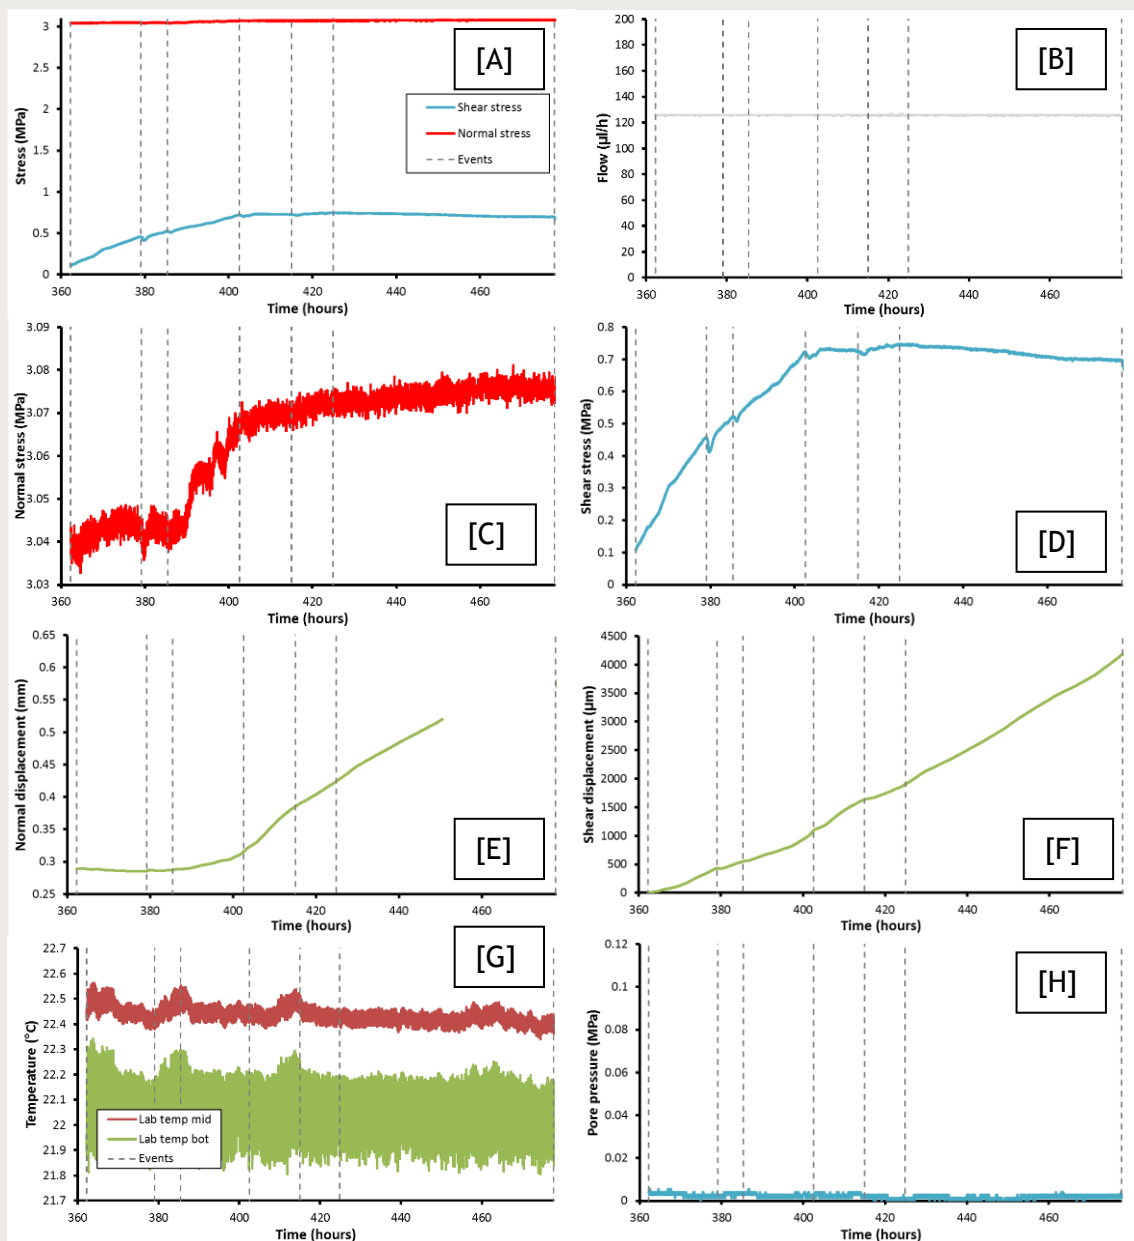 [A]
Stress (MPa)
3
2.5
2
1.5
1
0.5
0
Shear stress
Normal stress
Events
360 380 400 420 440 460
Time (hours)
[B]
Flow (µl/h)
200
180
160
140
120
100
80
60
40
20
0
360 380 400 420 440 460
Time (hours)
[C]
Normal stress (MPa)
3.09
3.08
3.07
3.06
3.05
3.04
3.03
360 380 400 420 440 460
Time (hours)
[D]
Shear stress (MPa)
0.8
0.7
0.6
0.5
0.4
0.3
0.2
0.1
0
360 380 400 420 440 460
Time (hours)
[E]
Normal displacement (mm)
0.65
0.6
0.55
0.5
0.45
0.4
0.35
0.3
0.25
360 380 400 420 440 460
Time (hours)
[F]
Shear displacement (µm)
4500
4000
3500
3000
2500
2000
1500
1000
500
0
360 380 400 420 440 460
Time (hours)
[G]
Temperature (°C)
22.7
22.6
22.5
22.4
22.3
22.2
22.1
22
21.9
21.8
21.7
Lab temp mid
Lab temp bot
Events
360 380 400 420 440 460
Time (hours)
[H]
Pore pressure (MPa)
0.12
0.1
0.08
0.06
0.04
0.02
0
360 380 400 420 440 460
Time (hours)